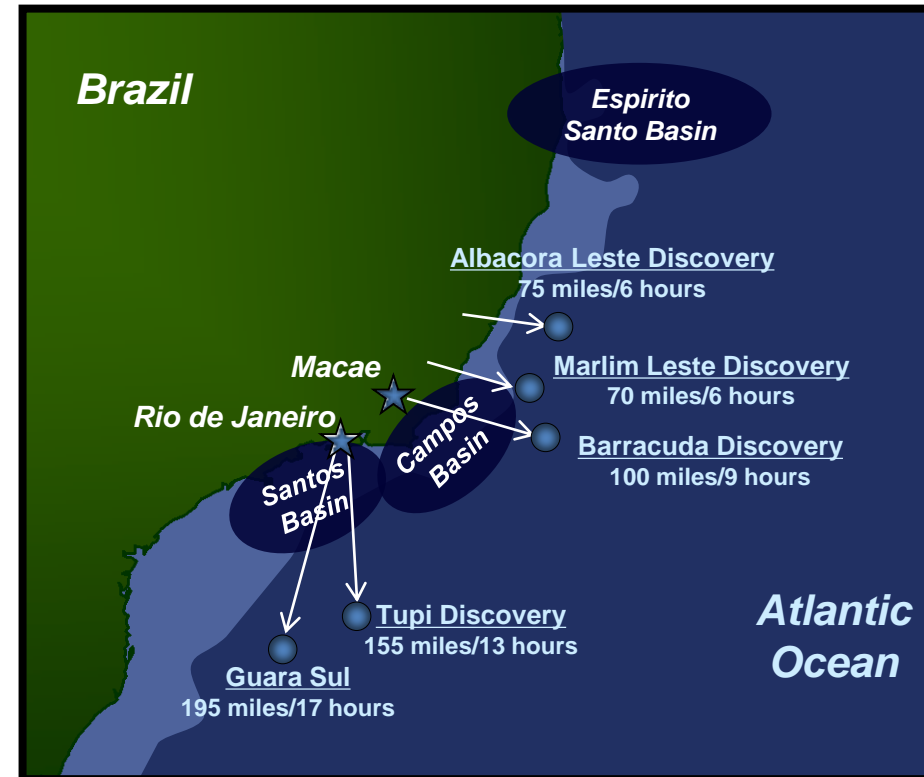 Brazil
Espirito
Santo Basin
Albacora Leste Discovery
75 miles/6 hours
Macae
Marlim Leste Discovery
70 miles/6 hours
Rio de Janeiro
Campos
Basin
Barracuda Discovery
100 miles/9 hours
Santos
Basin
Tupi Discovery
155 miles/13 hours
Atlantic
Ocean
Guara Sul
195 miles/17 hours